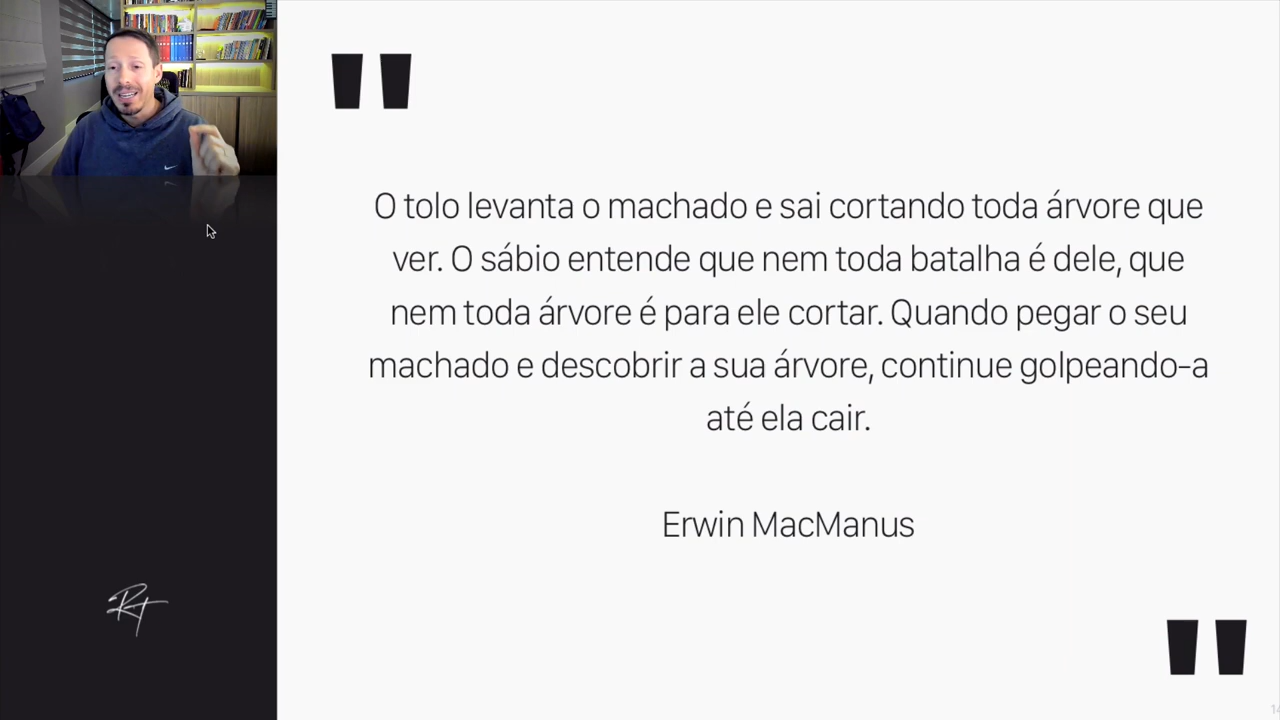 "
O tolo levanta o machado e sai cortando toda árvore que
ver. O sábio entende que nem toda batalha é dele, que
nem toda árvore é para ele cortar. Quando pegar o seu
machado e descobrir a sua árvore, continue golpeando-a
até ela cair.
Erwin MacManus
RT
"